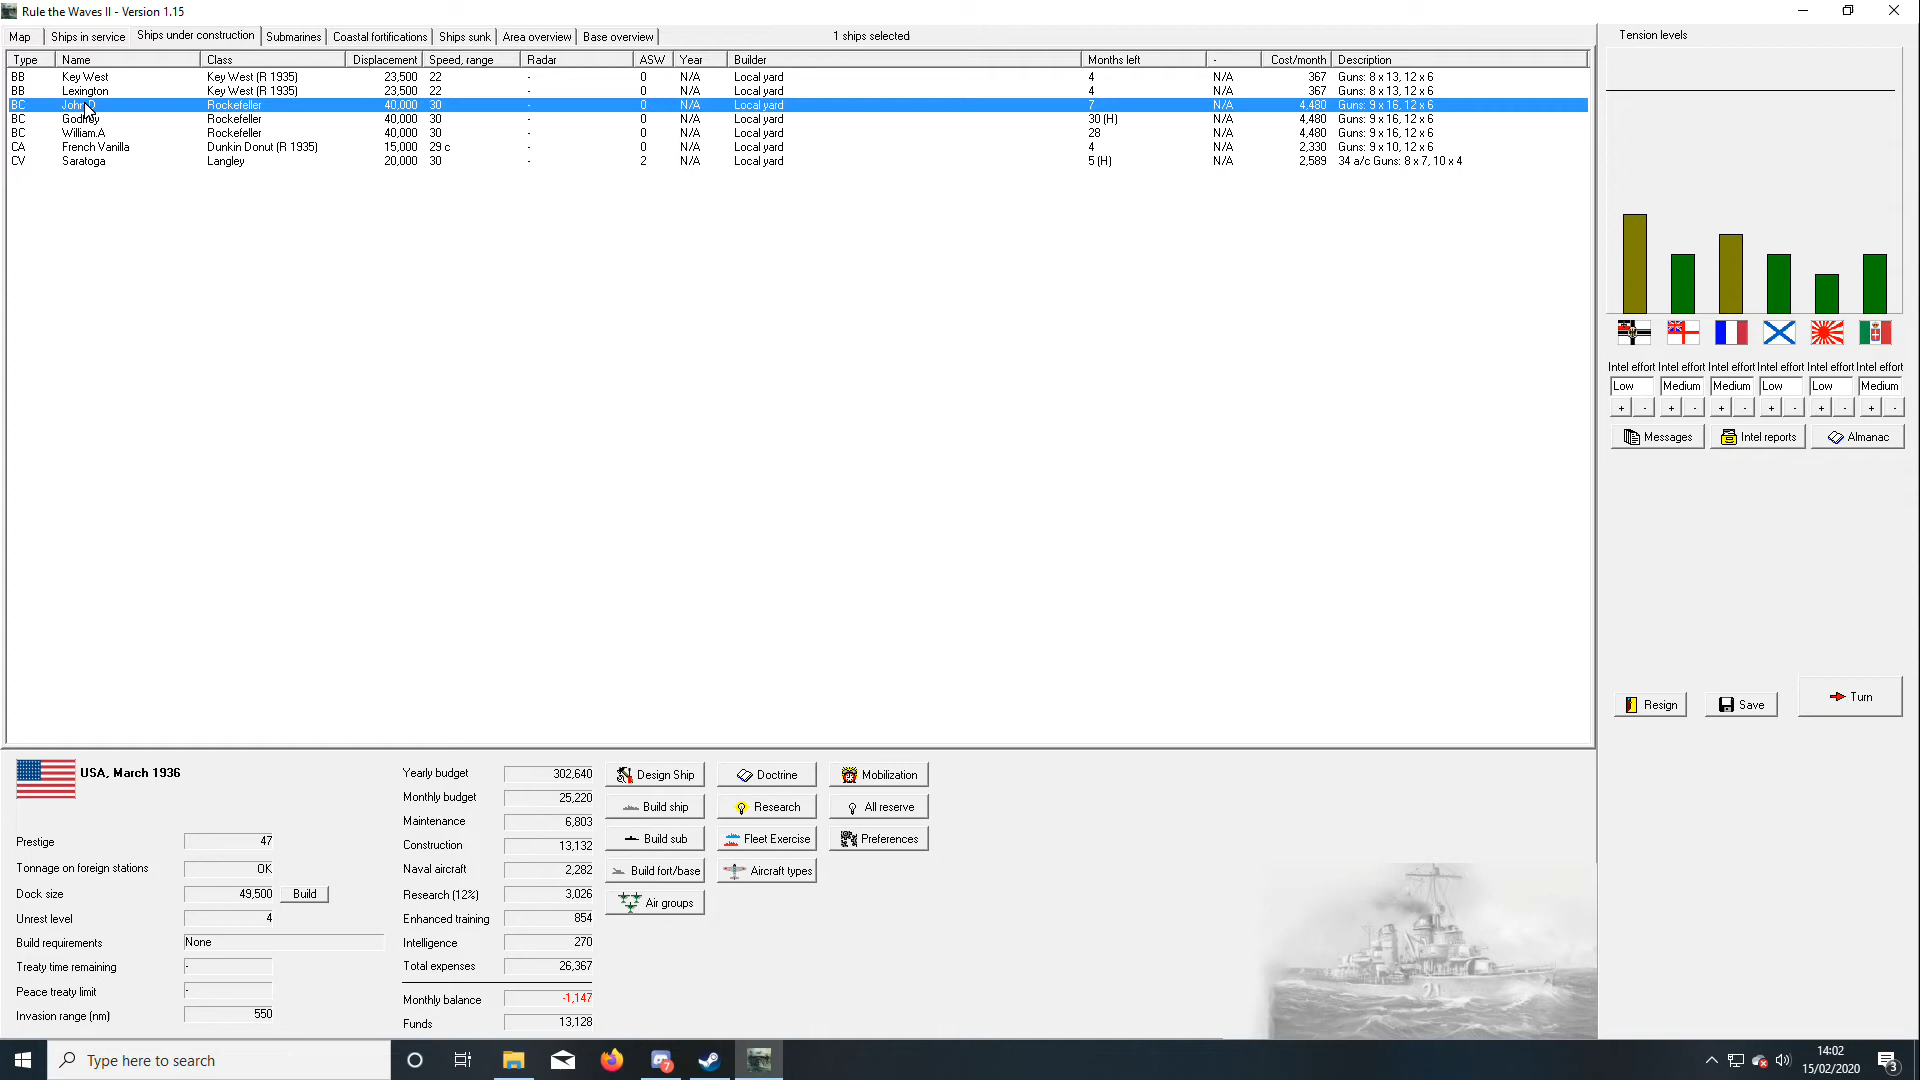 Rule the Waves II - Version 1.15
Map Ships in service Ships under construction Submarines Coastal fortifications Ships sunk Area overview Base overview 1 ships selected Tension levels
Type Name Class Displacement Speed, range Radar ASW Year Builder Months left - Cost/month Description
BB Key West Key West (R 1935) 23,500 22 - 0 N/A Local yard 4 N/A 367 Guns: 8 x 13, 12 x 6
BB Lexington Key West (R 1935) 23,500 22 - 0 N/A Local yard 4 N/A 367 Guns: 8 x 13, 12 x 6
BC John.D Rockefeller 40,000 30 - 0 N/A Local yard 7 N/A 4,480 Guns: 9 x 16, 12 x 6
BC Rockefeller 40,000 30 - 0 N/A Local yard 30 (H) N/A 4,480 Guns: 9 x 16, 12 x 6
BC William.A Rockefeller 40,000 30 - 0 N/A Local yard 28 N/A 4,480 Guns: 9 x 16, 12 x 6
CA French Vanilla Dunkin Donut (R 1935) 15,000 29 c - 0 N/A Local yard 4 N/A 2,330 Guns: 9 x 10, 12 x 6
CV Saratoga Langley 20,000 30 - 2 N/A Local yard 5 (H) N/A 2,589 34 a/c Guns: 8 x 7, 10 x 4
Intel effort Intel effort Intel effort Intel effort Intel effort Intel effort
Low Medium Medium Low Low Medium
+ - + - + - + - + - + -
Messages Intel reports Almanac
Resign Save Turn
USA, March 1936
Prestige 47
Tonnage on foreign stations OK
Dock size 49,500 Build
Unrest level 4
Build requirements None
Treaty time remaining -
Peace treaty limit -
Invasion range (nm) 550
Yearly budget 302,640
Monthly budget 25,220
Maintenance 6,803
Construction 13,132
Naval aircraft 2,282
Research (12%) 3,026
Enhanced training 854
Intelligence 270
Total expenses 26,367
Monthly balance -1,147
Funds 13,128
Design Ship Doctrine Mobilization
Build ship Research All reserve
Build sub Fleet Exercise Preferences
Build fort/base Aircraft types
Air groups
Type here to search
7
14:02
15/02/2020
3